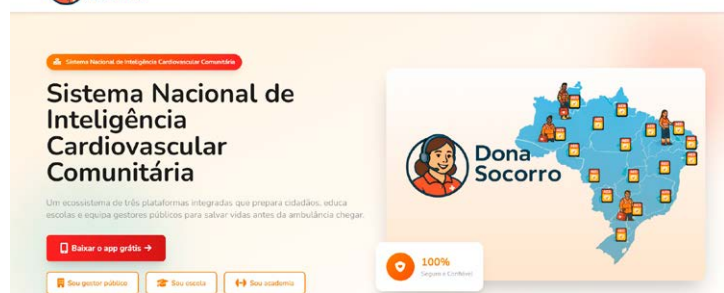 Sistema Nacional de Inteligência Cardiovascular Comunitária
Sistema Nacional de
Inteligência
Cardiovascular
Comunitária
Um ecossistema de três plataformas integradas que prepara cidadãos, educa
escolas e equipa gestores públicos para salvar vidas antes da ambulância chegar.
Baixar o app grátis →
Sou gestor público
Sou escola
Sou academia
Dona
Socorro
100%
Seguro e Confiável